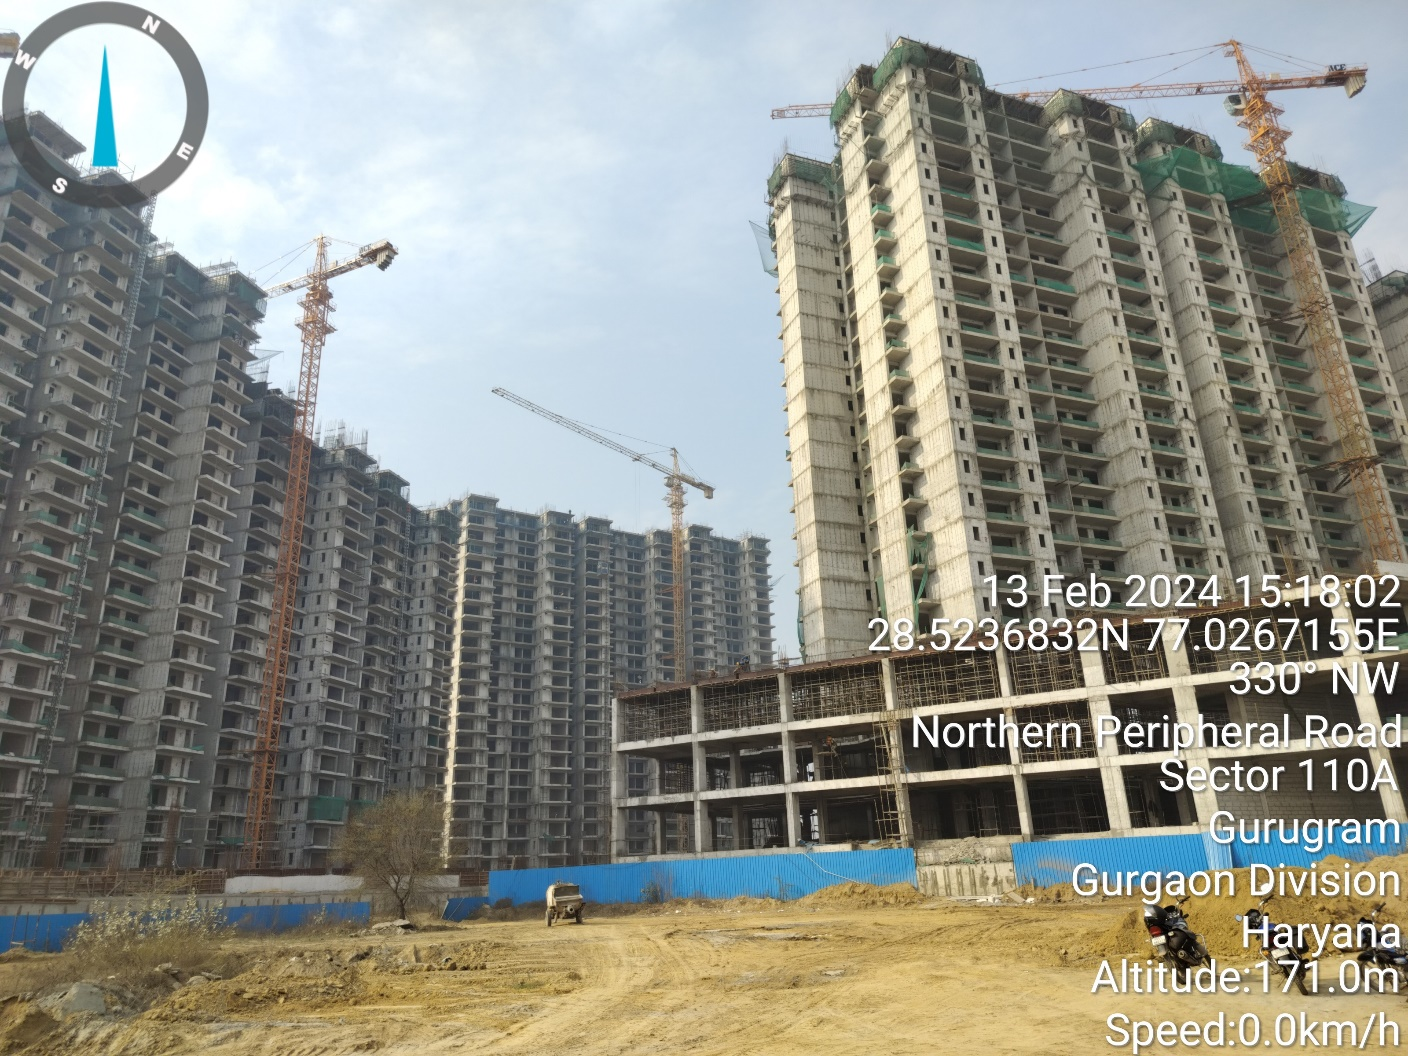 N
W
E
S
ACE
13 Feb 2024 15:18:02
28.5236832N 77.0267155E
330° NW
Northern Peripheral Road
Sector 110A
Gurugram
Gurgaon Division
Haryana
Altitude:171.0m
Speed:0.0km/h